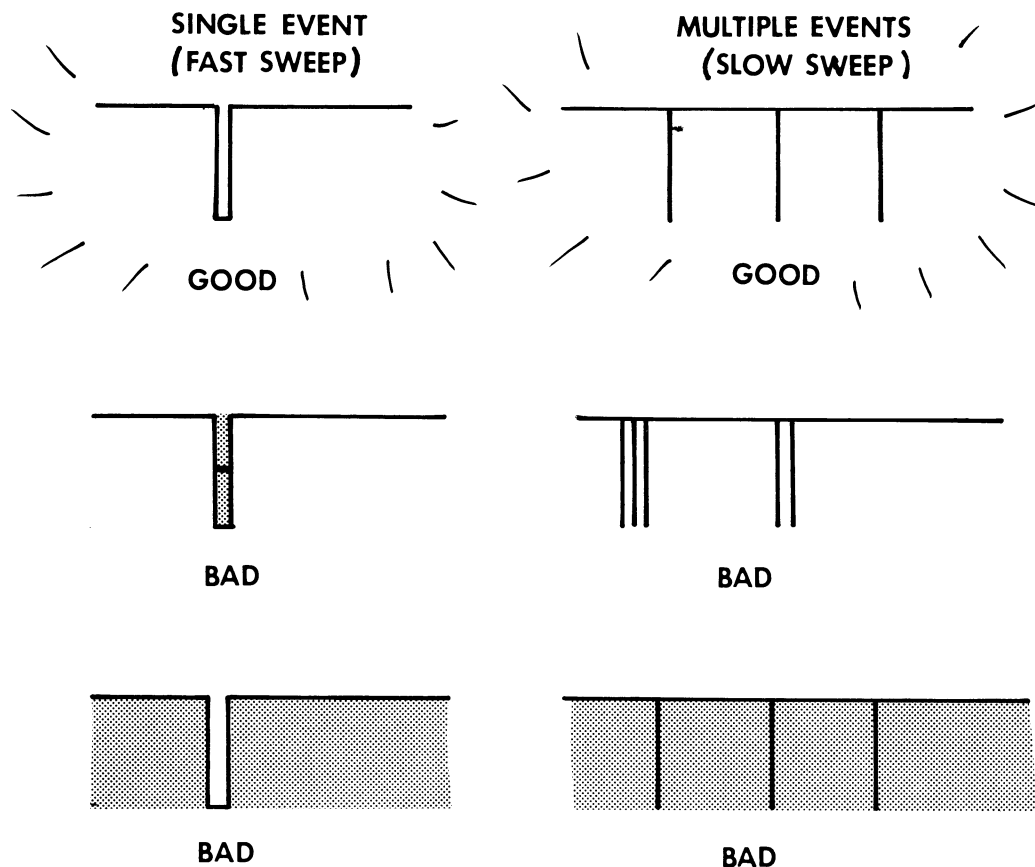 SINGLE EVENT
(FAST SWEEP)
MULTIPLE EVENTS
(SLOW SWEEP)
GOOD
GOOD
BAD
BAD
BAD
BAD